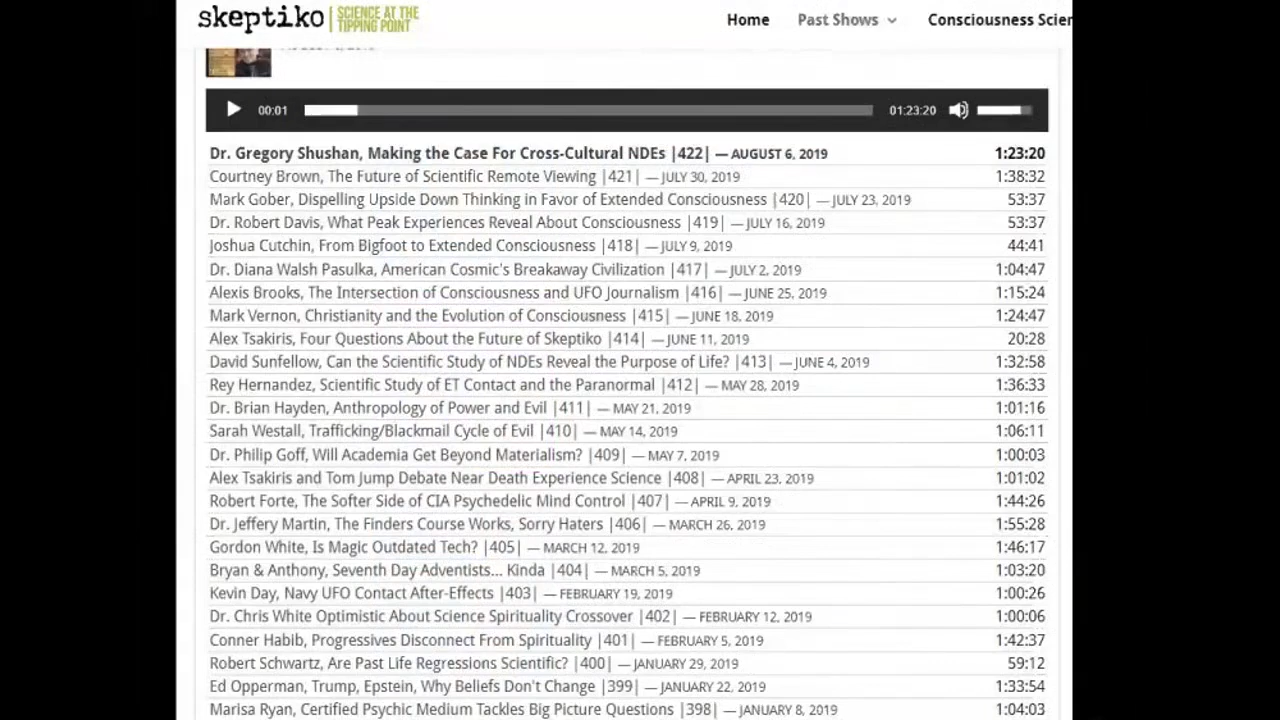 skeptiko | SCIENCE AT THE TIPPING POINT
Home Past Shows Consciousness Scien
00:01 01:23:20
Dr. Gregory Shushan, Making the Case For Cross-Cultural NDEs |422| — AUGUST 6, 2019 1:23:20
Courtney Brown, The Future of Scientific Remote Viewing |421| — JULY 30, 2019 1:38:32
Mark Gober, Dispelling Upside Down Thinking in Favor of Extended Consciousness |420| — JULY 23, 2019 53:37
Dr. Robert Davis, What Peak Experiences Reveal About Consciousness |419| — JULY 16, 2019 53:37
Joshua Cutchin, From Bigfoot to Extended Consciousness |418| — JULY 9, 2019 44:41
Dr. Diana Walsh Pasulka, American Cosmic's Breakaway Civilization |417| — JULY 2, 2019 1:04:47
Alexis Brooks, The Intersection of Consciousness and UFO Journalism |416| — JUNE 25, 2019 1:15:24
Mark Vernon, Christianity and the Evolution of Consciousness |415| — JUNE 18, 2019 1:24:47
Alex Tsakiris, Four Questions About the Future of Skeptiko |414| — JUNE 11, 2019 20:28
David Sunfellow, Can the Scientific Study of NDEs Reveal the Purpose of Life? |413| — JUNE 4, 2019 1:32:58
Rey Hernandez, Scientific Study of ET Contact and the Paranormal |412| — MAY 28, 2019 1:36:33
Dr. Brian Hayden, Anthropology of Power and Evil |411| — MAY 21, 2019 1:01:16
Sarah Westall, Trafficking/Blackmail Cycle of Evil |410| — MAY 14, 2019 1:06:11
Dr. Philip Goff, Will Academia Get Beyond Materialism? |409| — MAY 7, 2019 1:00:03
Alex Tsakiris and Tom Jump Debate Near Death Experience Science |408| — APRIL 23, 2019 1:01:02
Robert Forte, The Softer Side of CIA Psychedelic Mind Control |407| — APRIL 9, 2019 1:44:26
Dr. Jeffery Martin, The Finders Course Works, Sorry Haters |406| — MARCH 26, 2019 1:55:28
Gordon White, Is Magic Outdated Tech? |405| — MARCH 12, 2019 1:46:17
Bryan & Anthony, Seventh Day Adventists... Kinda |404| — MARCH 5, 2019 1:03:20
Kevin Day, Navy UFO Contact After-Effects |403| — FEBRUARY 19, 2019 1:00:26
Dr. Chris White Optimistic About Science Spirituality Crossover |402| — FEBRUARY 12, 2019 1:00:06
Conner Habib, Progressives Disconnect From Spirituality |401| — FEBRUARY 5, 2019 1:42:37
Robert Schwartz, Are Past Life Regressions Scientific? |400| — JANUARY 29, 2019 59:12
Ed Opperman, Trump, Epstein, Why Beliefs Don't Change |399| — JANUARY 22, 2019 1:33:54
Marisa Ryan, Certified Psychic Medium Tackles Big Picture Questions |398| — JANUARY 8, 2019 1:04:03